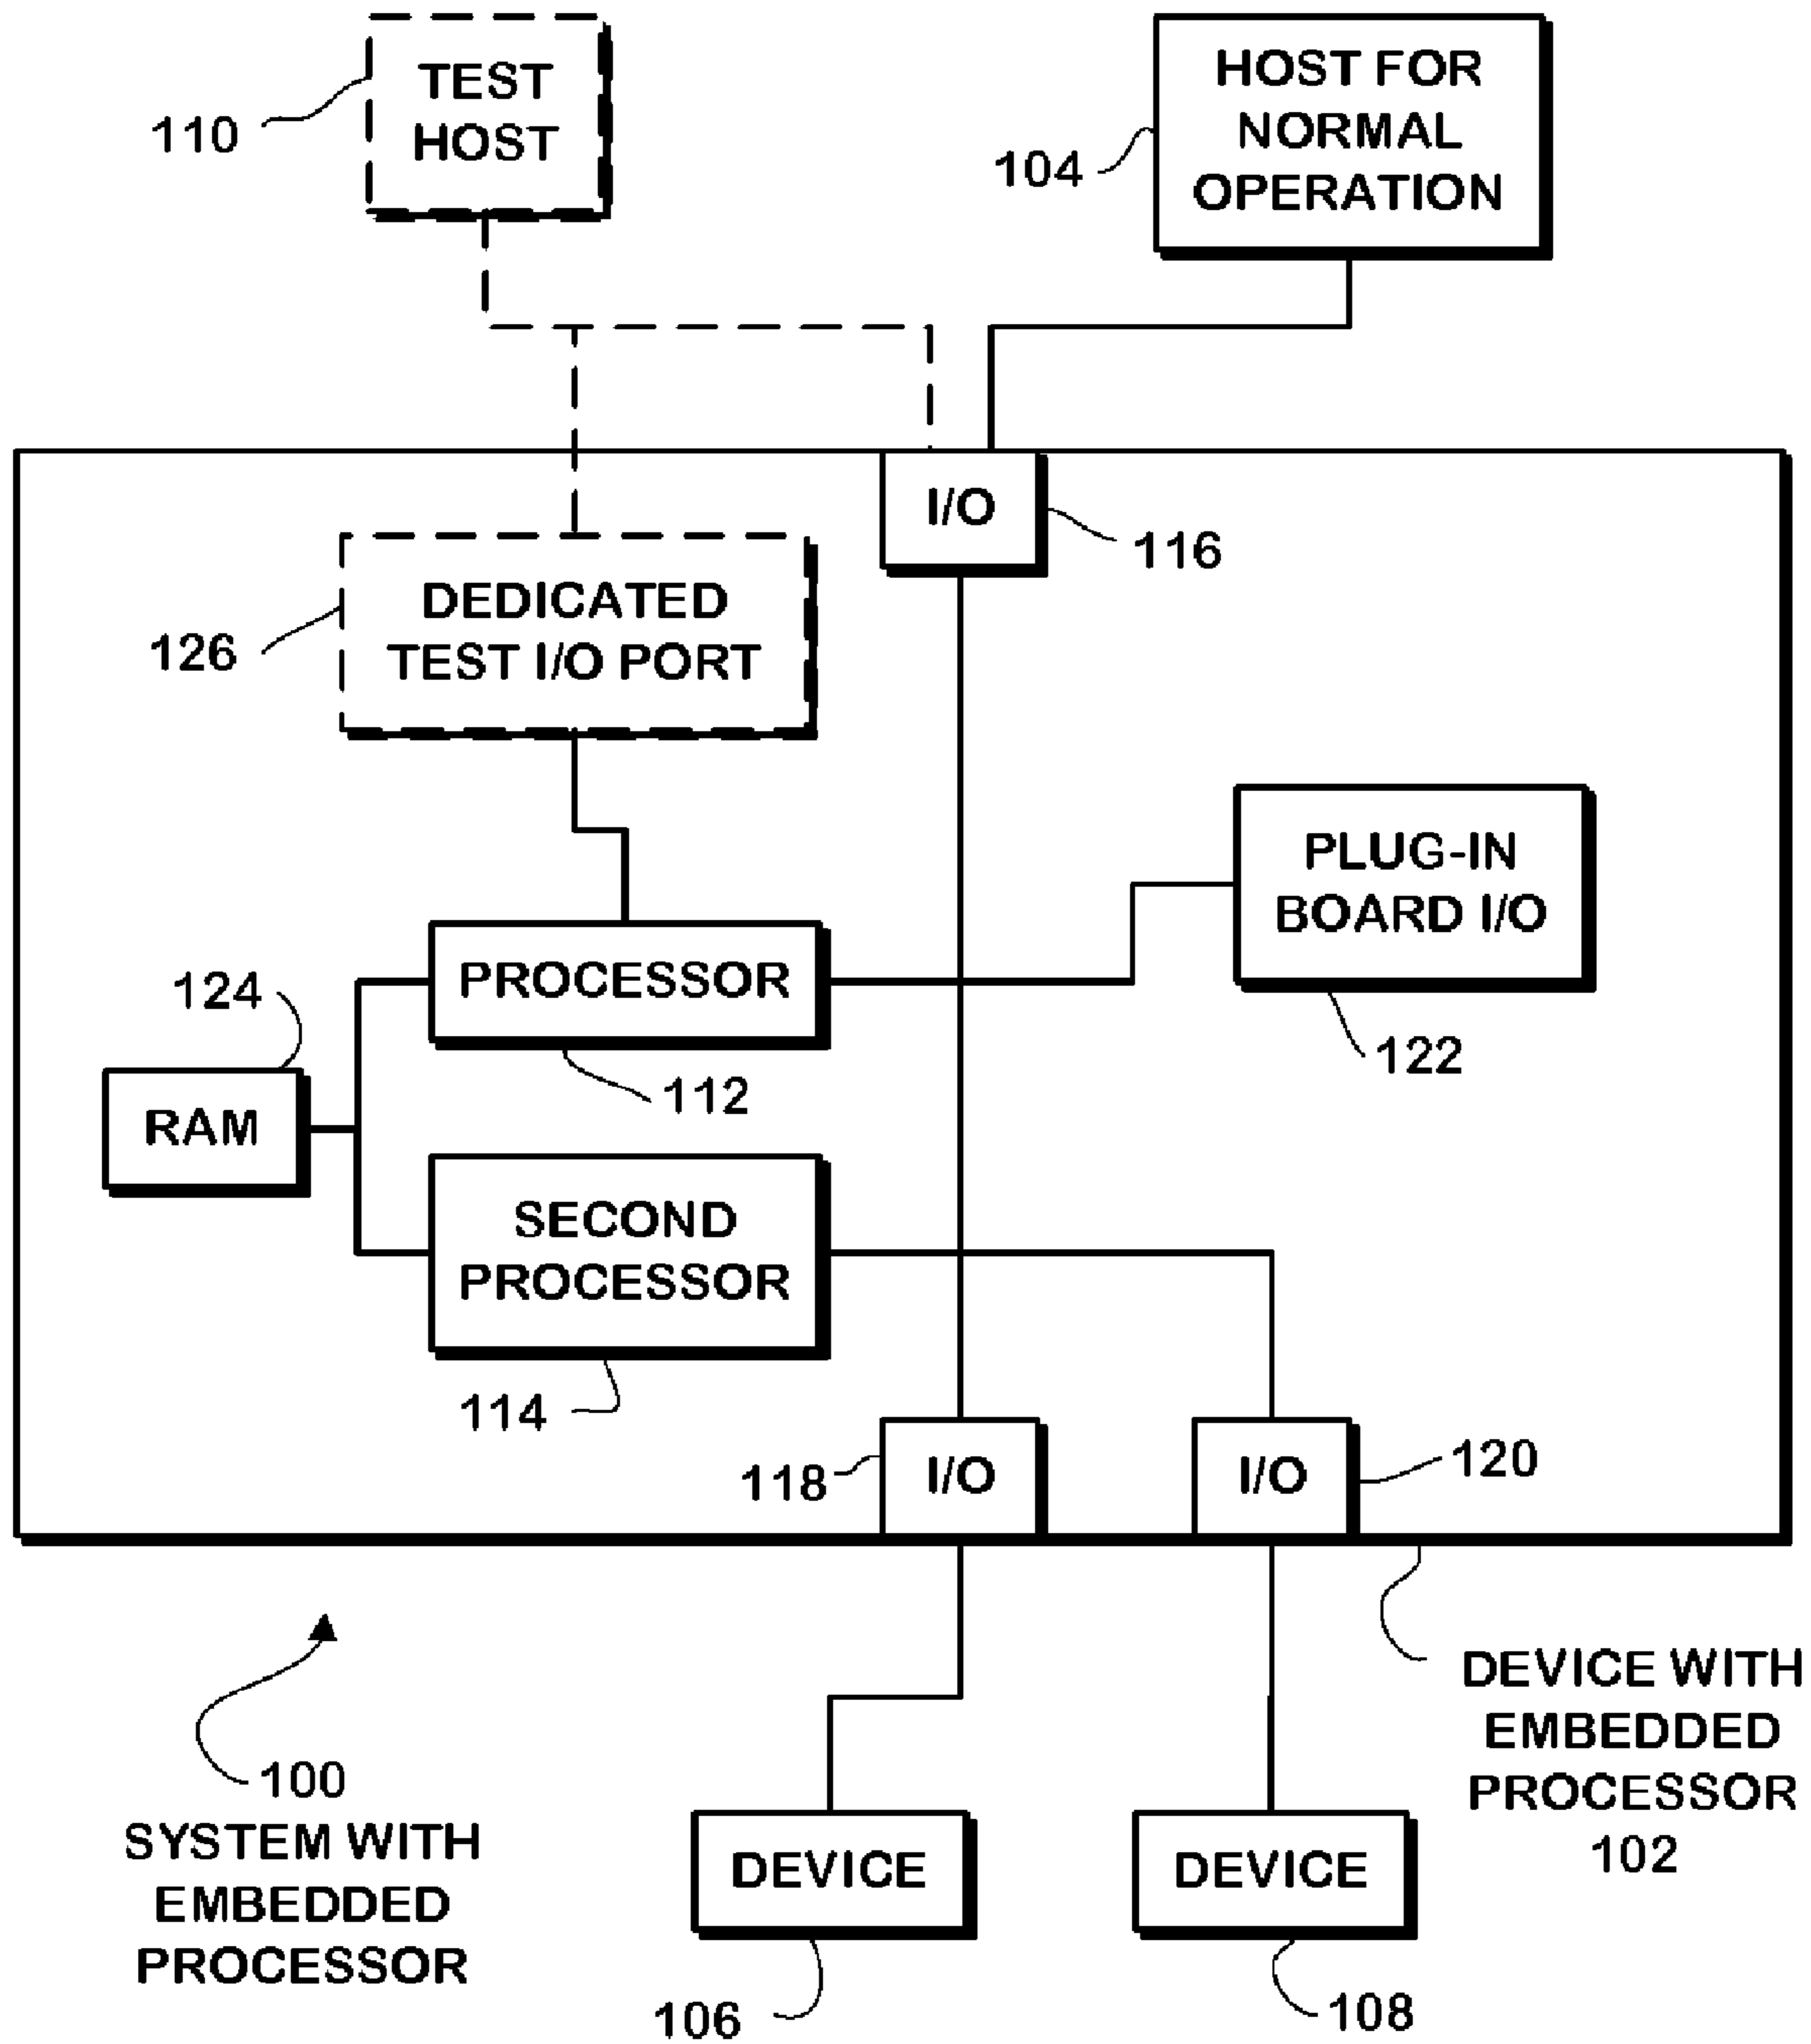 TEST
HOST
110
HOST FOR
NORMAL
OPERATION
104
I/O
116
DEDICATED
TEST I/O PORT
126
PLUG-IN
BOARD I/O
122
PROCESSOR
112
124
RAM
SECOND
PROCESSOR
114
118
I/O
I/O
120
DEVICE WITH
EMBEDDED
PROCESSOR
102
100
SYSTEM WITH
EMBEDDED
PROCESSOR
DEVICE
106
DEVICE
108